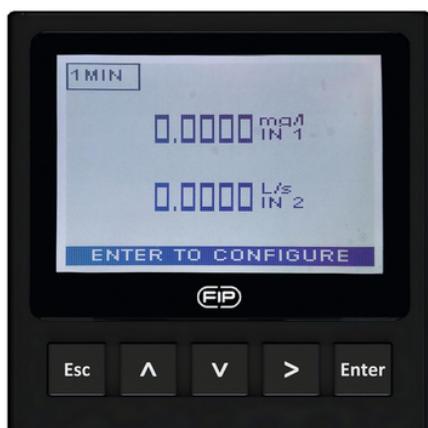 1MIN
0.0000 mg/l
IN 1
0.0000 L/s
IN 2
ENTER TO CONFIGURE
FIP
Esc ∧ ∨ > Enter